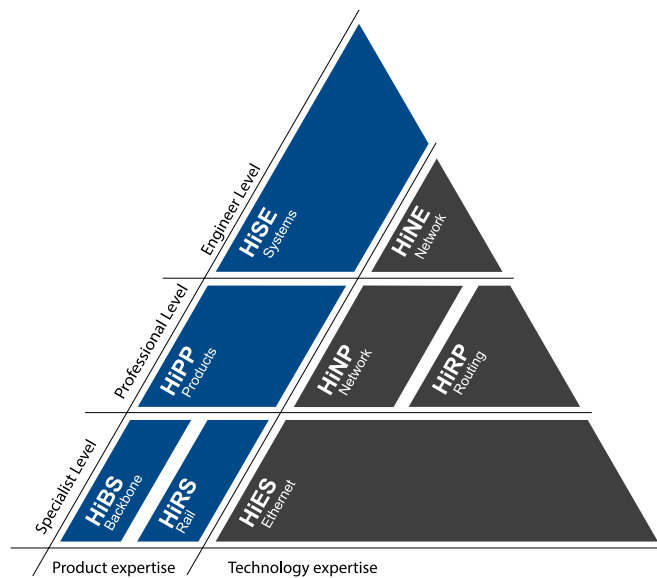 Engineer Level
HiSE
Systems
HiNE
Network
Professional Level
HiPP
Products
HiNP
Network
HiRP
Routing
Specialist Level
HiBS
Backbone
HiRS
Rail
HiES
Ethernet
Product expertise
Technology expertise